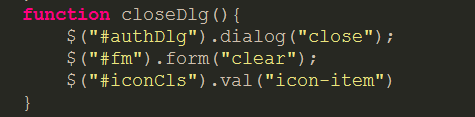 function closeDlg(){
$("#authDlg").dialog("close");
$("#fm").form("clear");
$("#iconCls").val("icon-item")
}